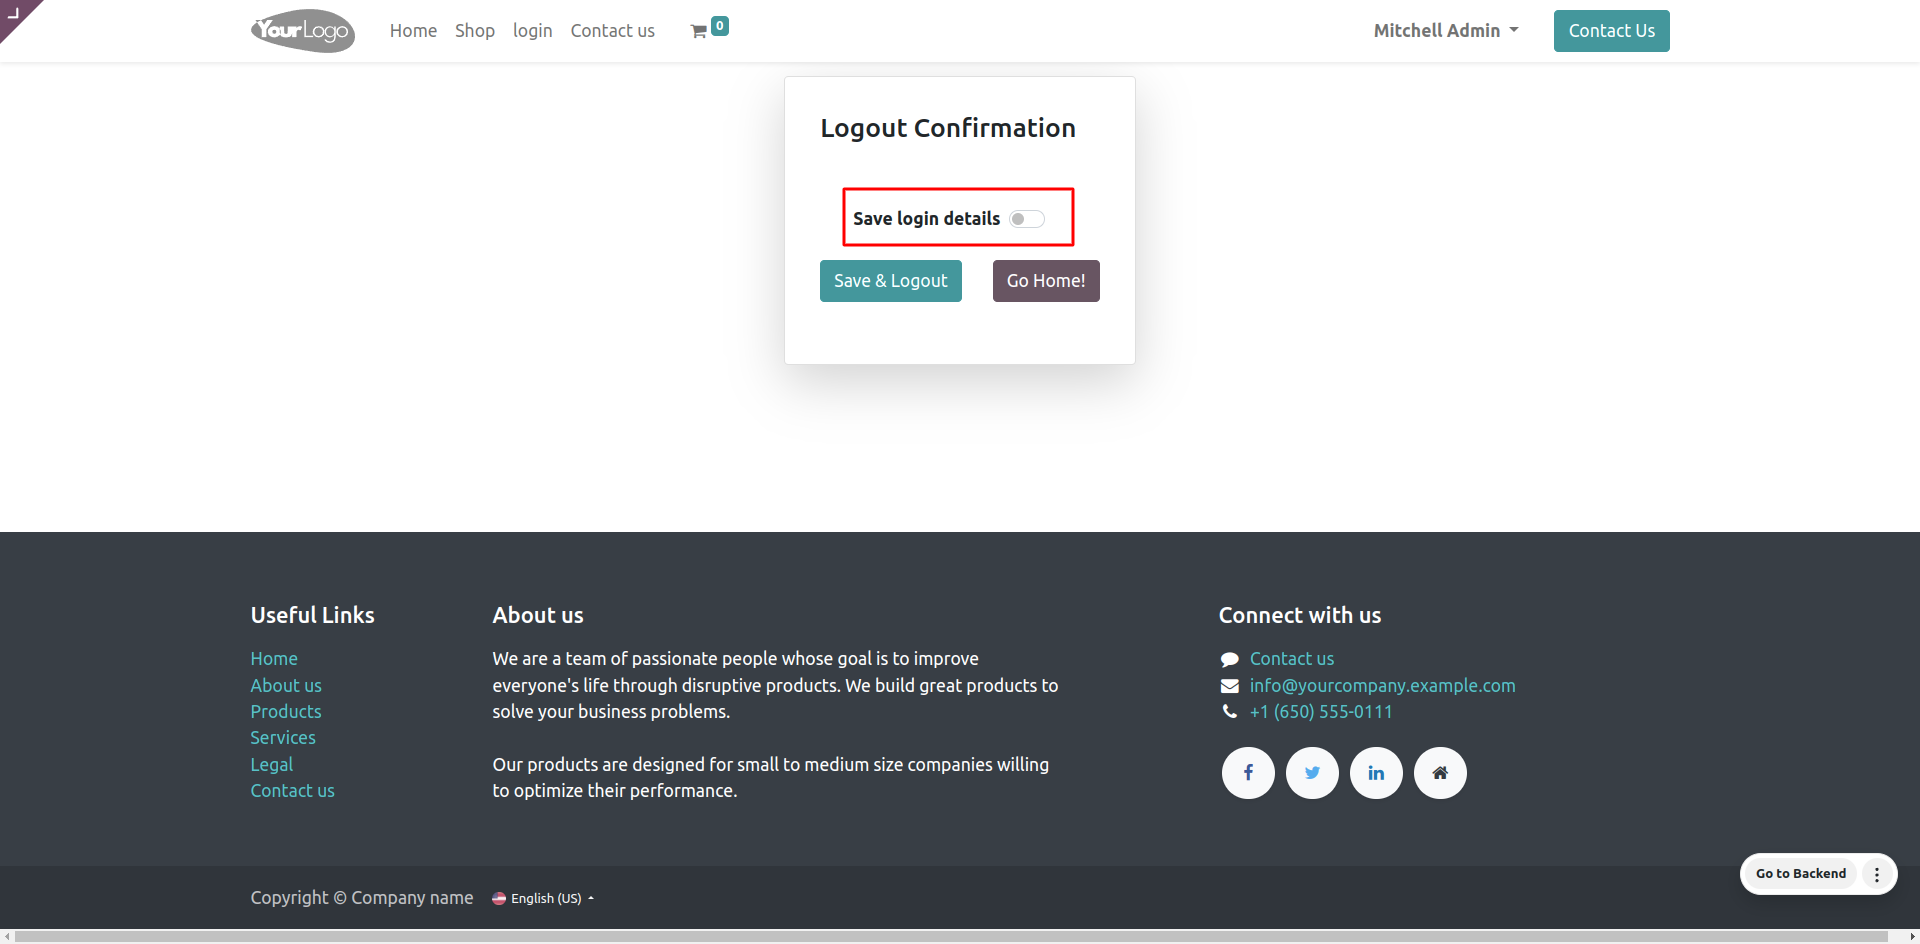 YourLogo Home Shop login Contact us 0 Mitchell Admin Contact Us
Logout Confirmation
Save login details
Save & Logout Go Home!
Useful Links
Home
About us
Products
Services
Legal
Contact us
About us
We are a team of passionate people whose goal is to improve
everyone's life through disruptive products. We build great products to
solve your business problems.
Our products are designed for small to medium size companies willing
to optimize their performance.
Connect with us
Contact us
info@yourcompany.example.com
+1 (650) 555-0111
Go to Backend
Copyright © Company name English (US)